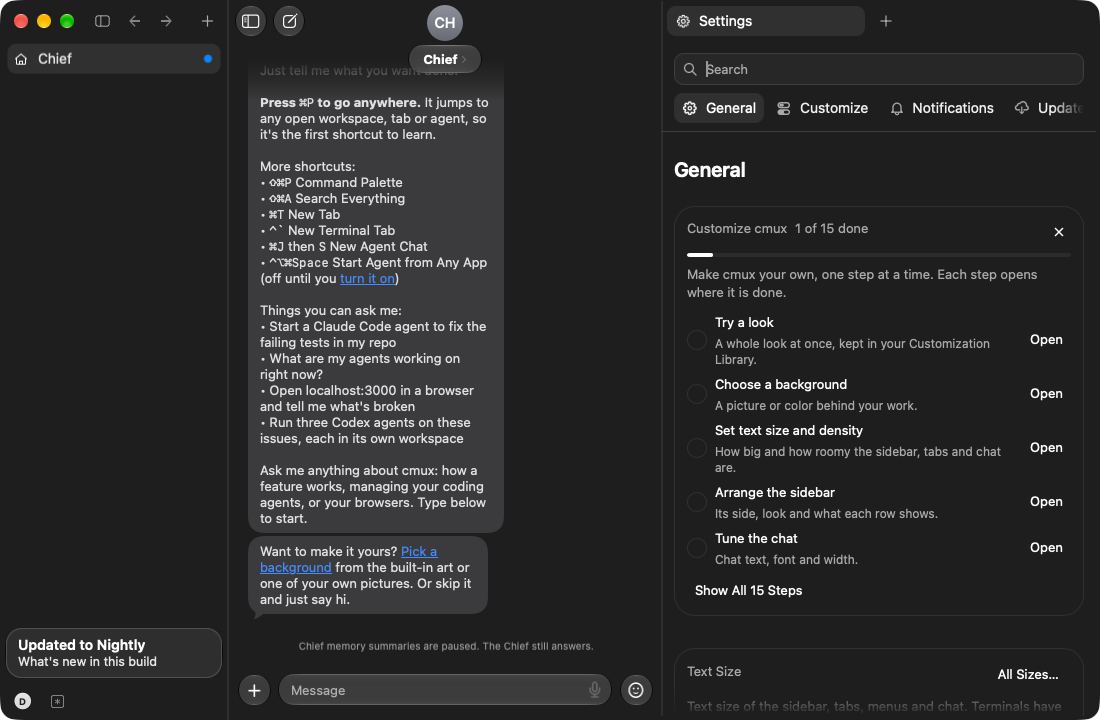 Chief
Updated to Nightly
What's new in this build
D
CH
Chief
Just tell me what you want done.
Press ⌘P to go anywhere. It jumps to
any open workspace, tab or agent, so
it's the first shortcut to learn.
More shortcuts:
• ⇧⌘P Command Palette
• ⇧⌘A Search Everything
• ⌘T New Tab
• ^` New Terminal Tab
• ⌘J then S New Agent Chat
• ^⌥⌘Space Start Agent from Any App
(off until you turn it on)
Things you can ask me:
• Start a Claude Code agent to fix the
failing tests in my repo
• What are my agents working on
right now?
• Open localhost:3000 in a browser
and tell me what's broken
• Run three Codex agents on these
issues, each in its own workspace
Ask me anything about cmux: how a
feature works, managing your coding
agents, or your browsers. Type below
to start.
Want to make it yours? Pick a
background from the built-in art or
one of your own pictures. Or skip it
and just say hi.
Chief memory summaries are paused. The Chief still answers.
Message
Settings
Search
General
Customize
Notifications
Update
General
Customize cmux 1 of 15 done
Make cmux your own, one step at a time. Each step opens
where it is done.
Try a look
A whole look at once, kept in your Customization
Library.
Open
Choose a background
A picture or color behind your work.
Open
Set text size and density
How big and how roomy the sidebar, tabs and chat
are.
Open
Arrange the sidebar
Its side, look and what each row shows.
Open
Tune the chat
Chat text, font and width.
Open
Show All 15 Steps
Text Size
All Sizes...
Text size of the sidebar, tabs, menus and chat. Terminals have